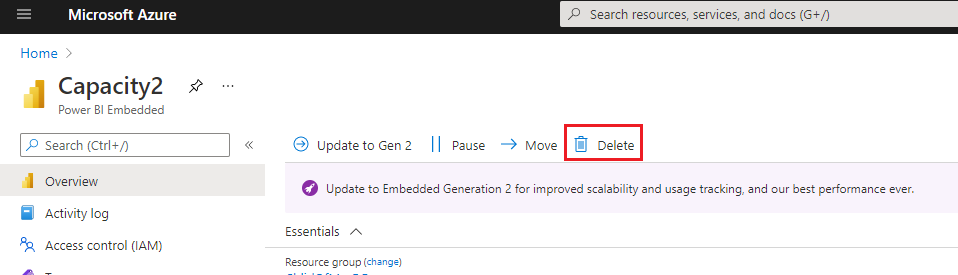 Microsoft Azure
Search resources, services, and docs (G+/)
Home
Capacity2
Power BI Embedded
Search (Ctrl+/)
Update to Gen 2
Pause
Move
Delete
Overview
Update to Embedded Generation 2 for improved scalability and usage tracking, and our best performance ever.
Activity log
Essentials
Access control (IAM)
Resource group (change)